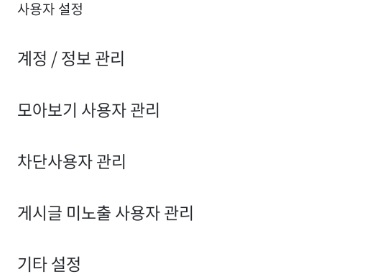 사용자 설정
계정 / 정보 관리
모아보기 사용자 관리
차단사용자 관리
게시글 미노출 사용자 관리
기타 설정